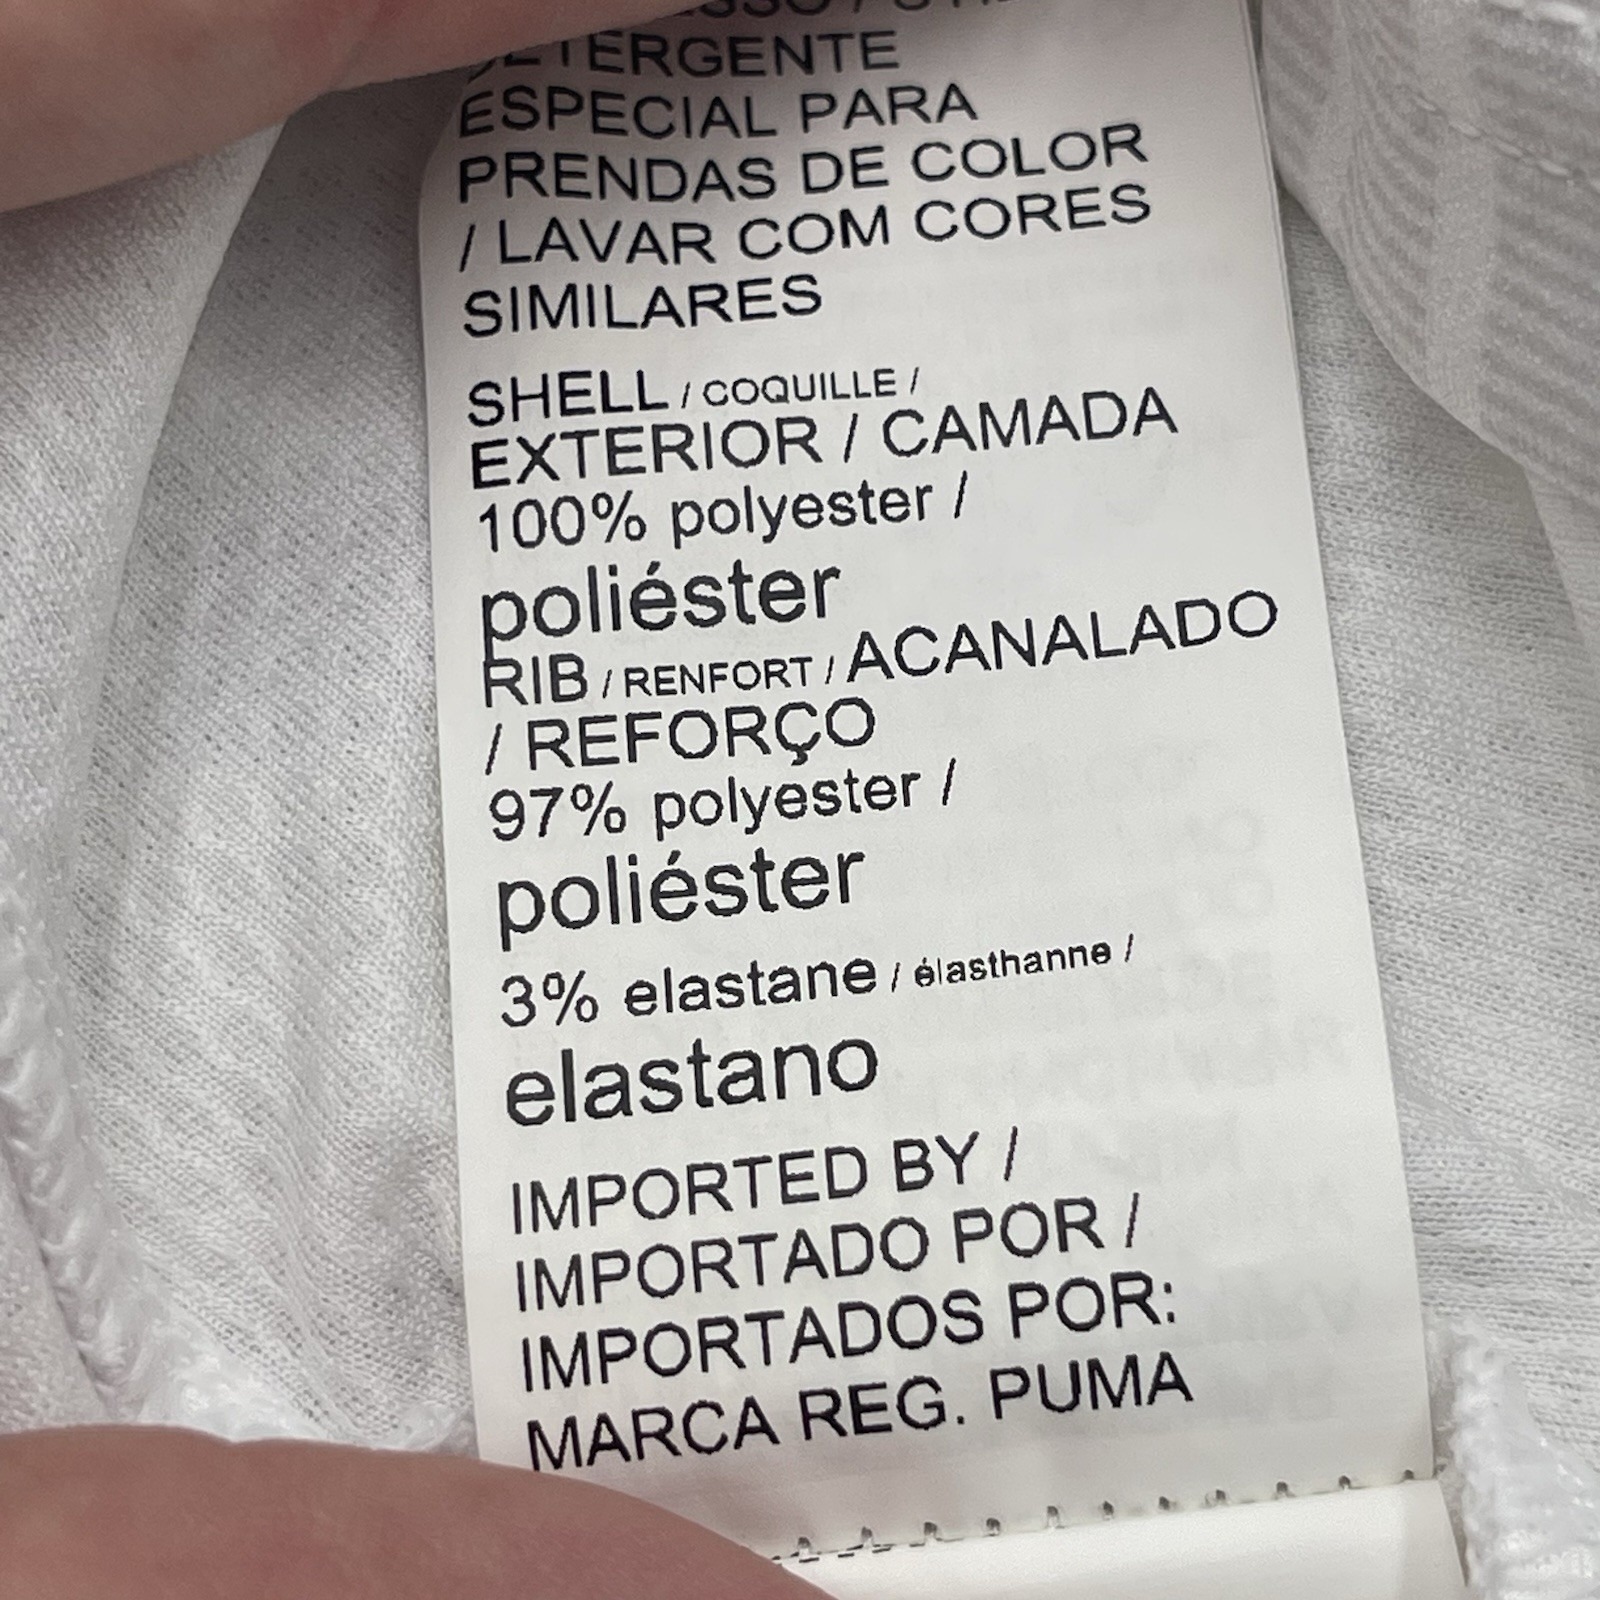 DETERGENTE
ESPECIAL PARA
PRENDAS DE COLOR
/ LAVAR COM CORES
SIMILARES
SHELL / COQUILLE /
EXTERIOR / CAMADA
100% polyester /
poliéster
RIB / RENFORT / ACANALADO
/ REFORÇO
97% polyester /
poliéster
3% elastane / élasthanne /
elastano
IMPORTED BY /
IMPORTADO POR /
IMPORTADOS POR:
MARCA REG. PUMA